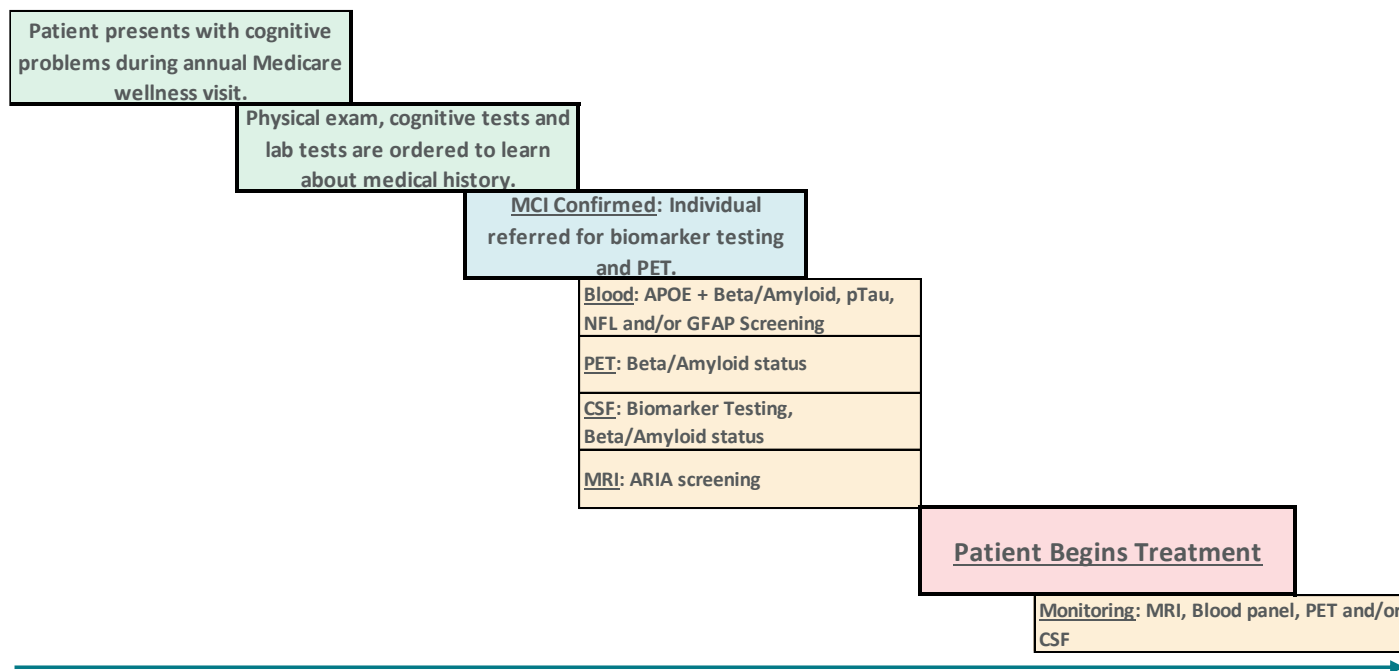 Patient presents with cognitive
problems during annual Medicare
wellness visit.
Physical exam, cognitive tests and
lab tests are ordered to learn
about medical history.
MCI Confirmed: Individual
referred for biomarker testing
and PET.
Blood: APOE + Beta/Amyloid, pTau,
NFL and/or GFAP Screening
PET: Beta/Amyloid status
CSF: Biomarker Testing,
Beta/Amyloid status
MRI: ARIA screening
Patient Begins Treatment
Monitoring: MRI, Blood panel, PET and/or
CSF